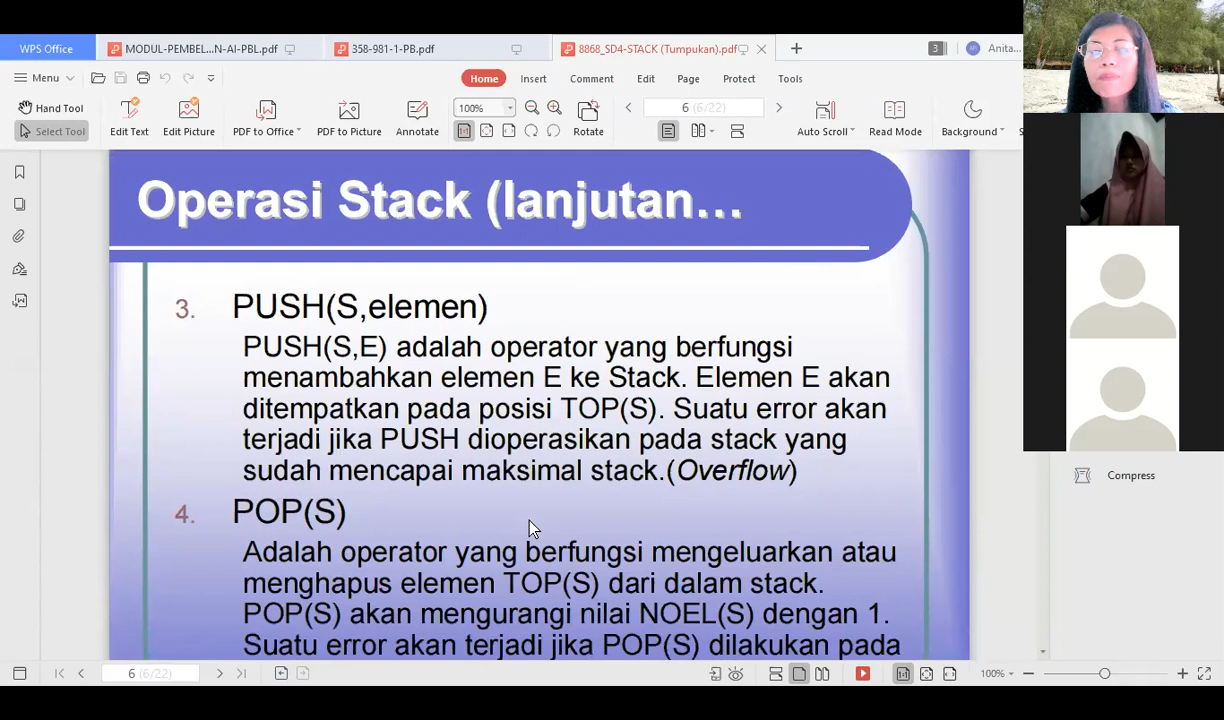 WPS Office
MODUL-PEMBEL...N-AI-PBL.pdf
358-981-1-PB.pdf
8868_SD4-STACK (Tumpukan).pdf
3
Anita...
Menu
Home
Insert
Comment
Edit
Page
Protect
Tools
Hand Tool
Select Tool
Edit Text
Edit Picture
PDF to Office
PDF to Picture
Annotate
100%
Rotate
6 (6/22)
Auto Scroll
Read Mode
Background
Operasi Stack (lanjutan...
3. PUSH(S,elemen)
PUSH(S,E) adalah operator yang berfungsi
menambahkan elemen E ke Stack. Elemen E akan
ditempatkan pada posisi TOP(S). Suatu error akan
terjadi jika PUSH dioperasikan pada stack yang
sudah mencapai maksimal stack.(Overflow)
4. POP(S)
Adalah operator yang berfungsi mengeluarkan atau
menghapus elemen TOP(S) dari dalam stack.
POP(S) akan mengurangi nilai NOEL(S) dengan 1.
Suatu error akan terjadi jika POP(S) dilakukan pada
Compress
6 (6/22)
100%